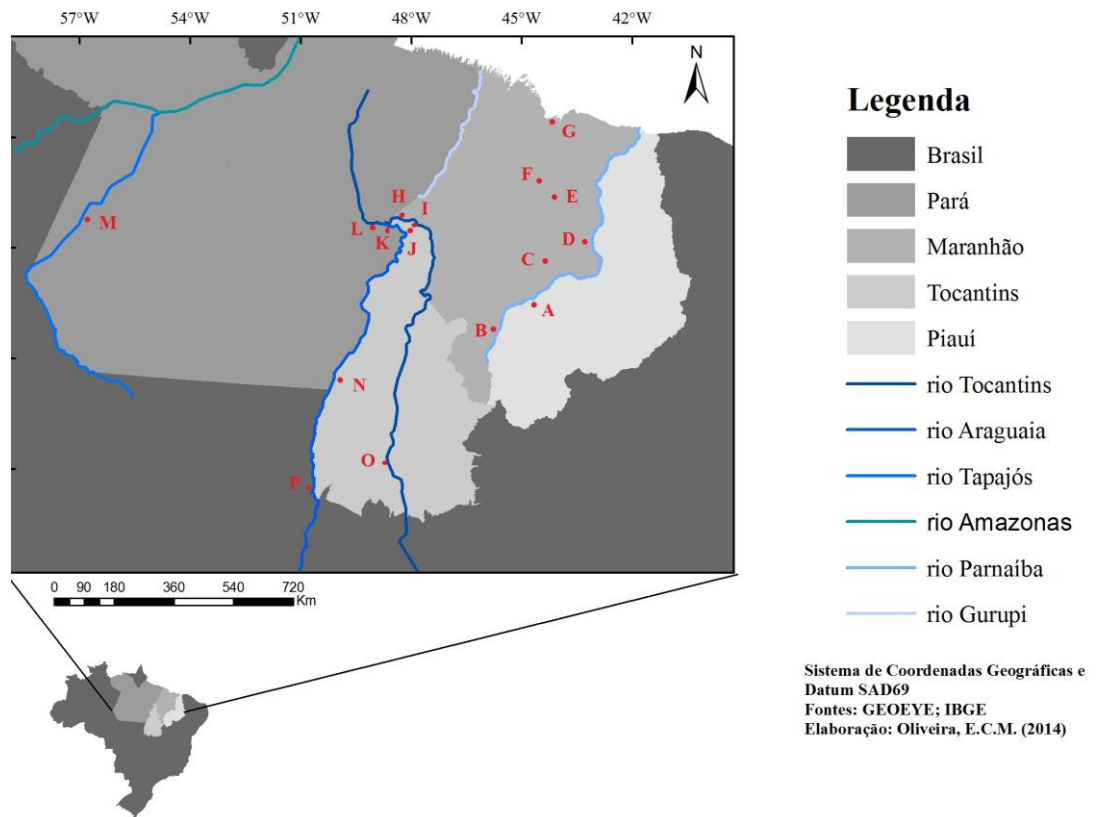 57°W 54°W 51°W 48°W 45°W 42°W
N
G
F
E
H
I
M
L
K
J
D
C
A
B
N
O
P
0 90 180 360 540 720
Km
Legenda
Brasil
Pará
Maranhão
Tocantins
Piauí
rio Tocantins
rio Araguaia
rio Tapajós
rio Amazonas
rio Parnaíba
rio Gurupi
Sistema de Coordenadas Geográficas e
Datum SAD69
Fontes: GEOEYE; IBGE
Elaboração: Oliveira, E.C.M. (2014)